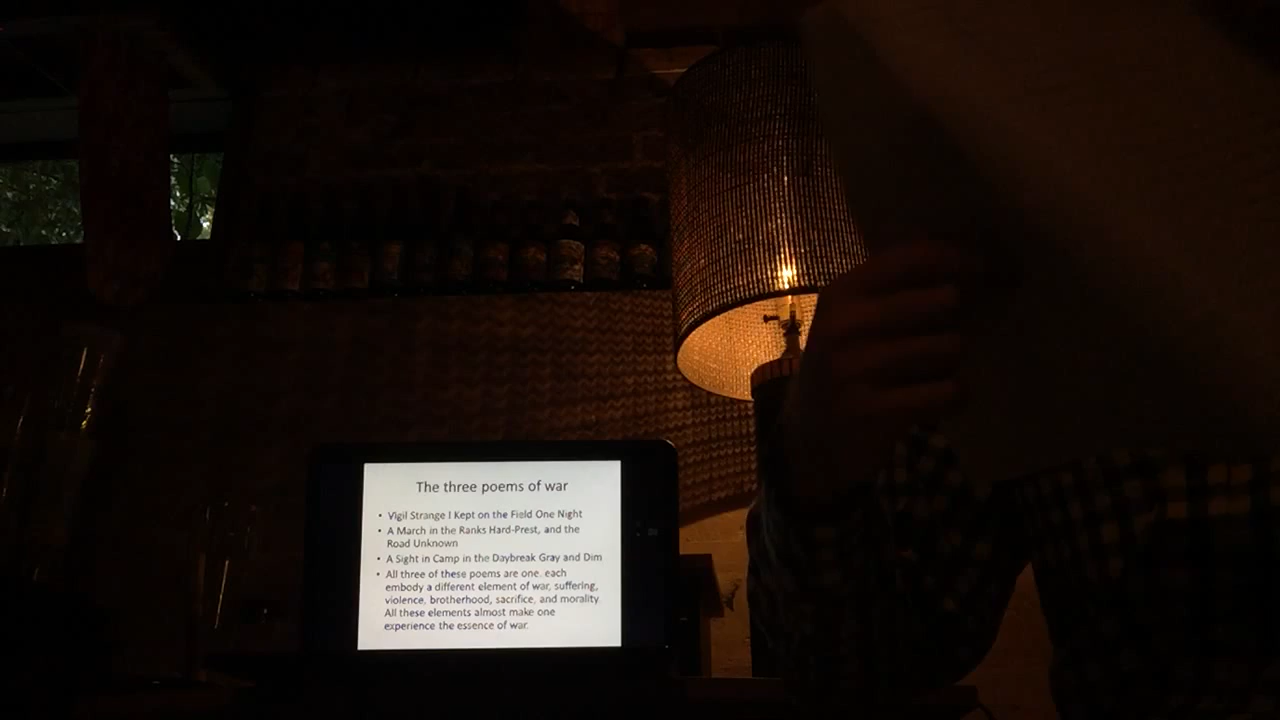 The three poems of war
• Vigil Strange I Kept on the Field One Night
• A March in the Ranks Hard-Prest, and the
Road Unknown
• A Sight in Camp in the Daybreak Gray and Dim
• All three of these poems are one, each
embody a different element of war, suffering,
violence, brotherhood, sacrifice, and morality.
All these elements almost make one
experience the essence of war.